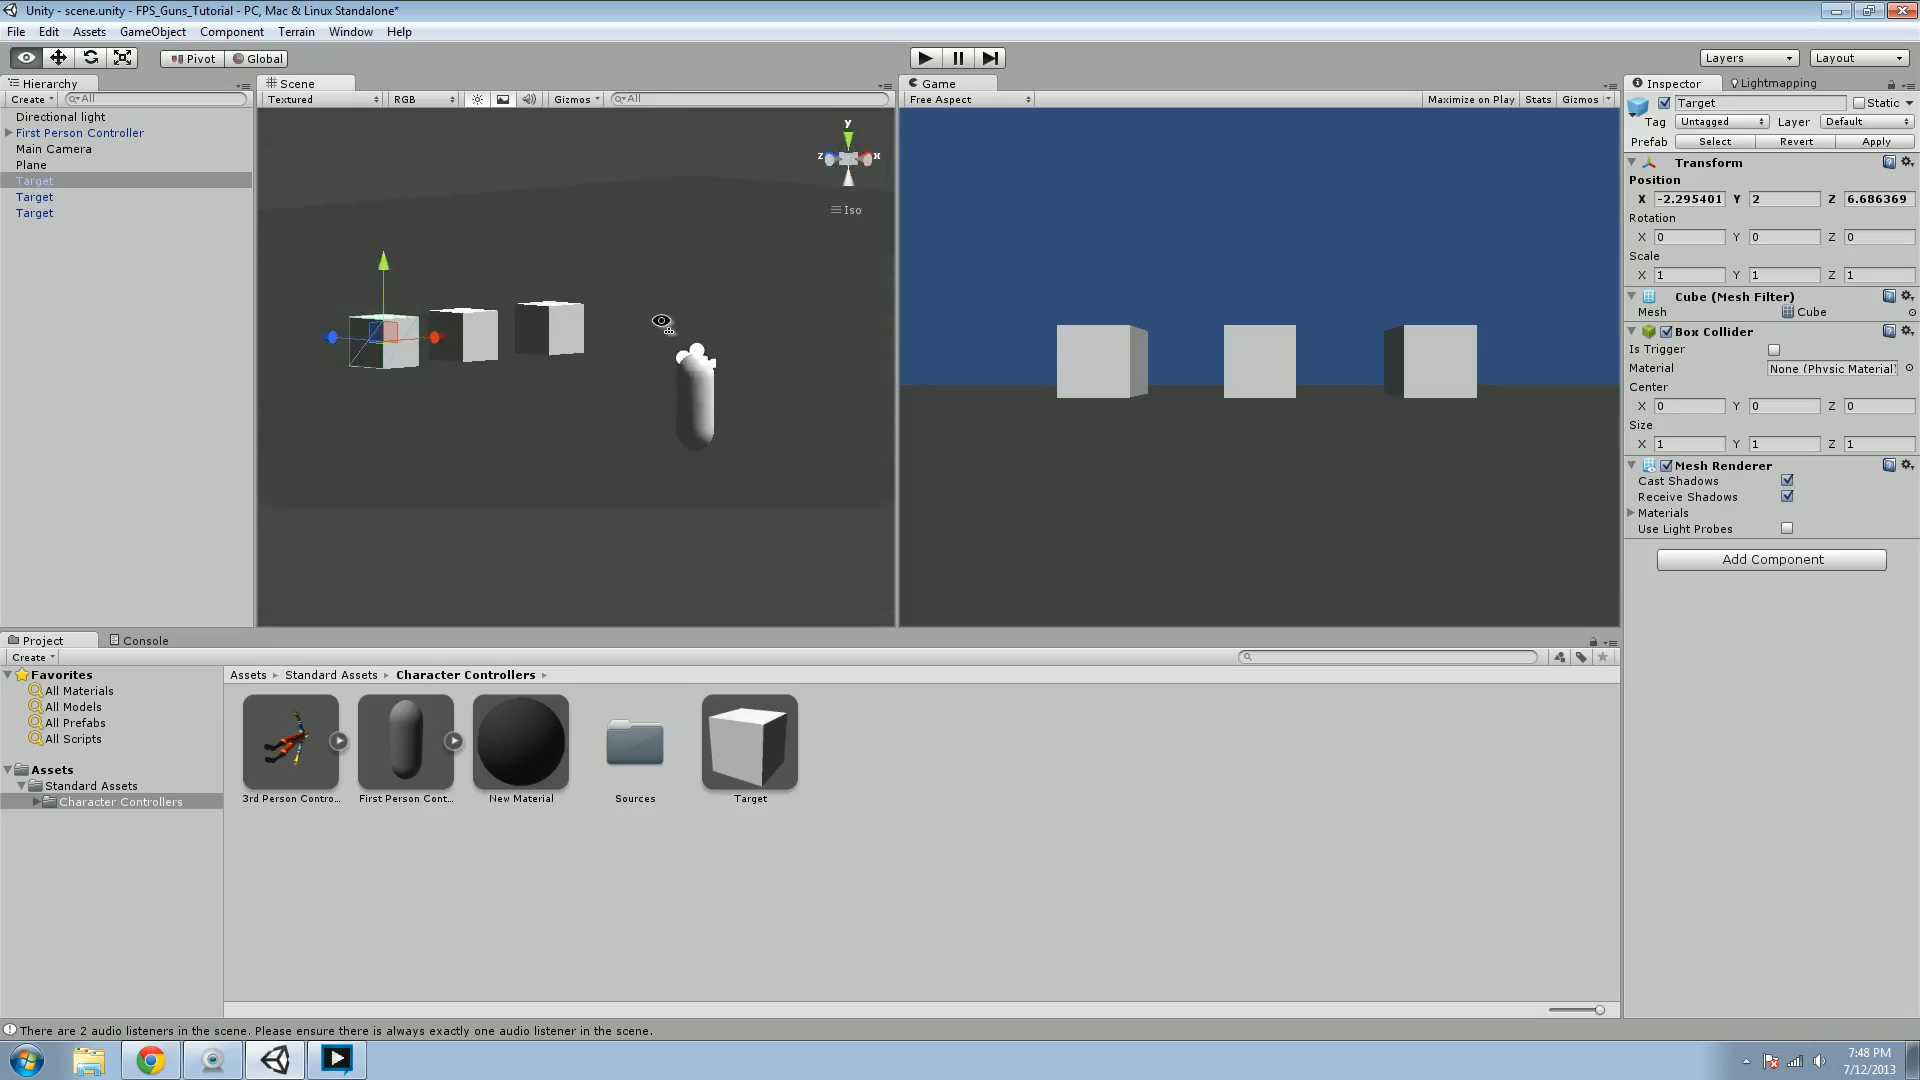 Unity - scene.unity - FPS_Guns_Tutorial - PC, Mac & Linux Standalone*
File Edit Assets GameObject Component Terrain Window Help
Pivot Global Layers Layout
Hierarchy
Create All
Directional light
First Person Controller
Main Camera
Plane
Target
Target
Target
Scene
Textured RGB Gizmos All
y
z x
Iso
Game
Free Aspect Maximize on Play Stats Gizmos
Inspector Lightmapping
Target Static
Tag Untagged Layer Default
Prefab Select Revert Apply
Transform
Position
X -2.295401 Y 2 Z 6.686369
Rotation
X 0 Y 0 Z 0
Scale
X 1 Y 1 Z 1
Cube (Mesh Filter)
Mesh Cube
Box Collider
Is Trigger
Material None (Physic Material)
Center
X 0 Y 0 Z 0
Size
X 1 Y 1 Z 1
Mesh Renderer
Cast Shadows
Receive Shadows
Materials
Use Light Probes
Add Component
Project Console
Create
Favorites
All Materials
All Models
All Prefabs
All Scripts
Assets
Standard Assets
Character Controllers
Assets Standard Assets Character Controllers
3rd Person Contro... First Person Cont... New Material Sources Target
There are 2 audio listeners in the scene. Please ensure there is always exactly one audio listener in the scene.
7:48 PM
7/12/2013